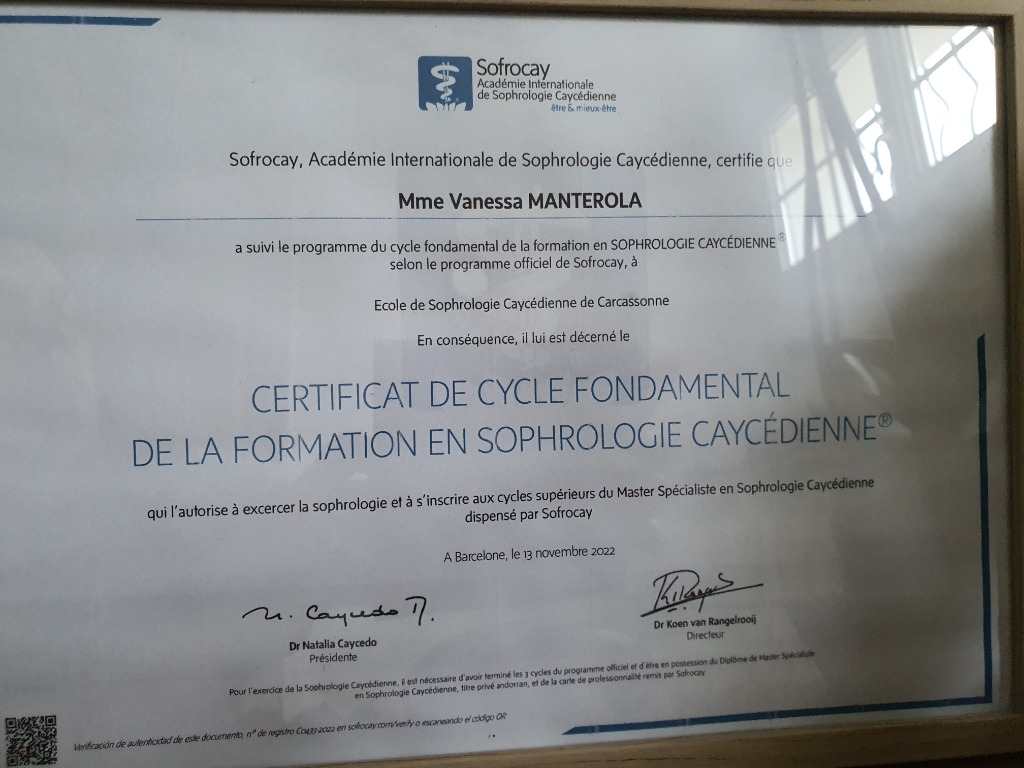 Sofrocay
Académie Internationale
de Sophrologie Caycédienne
être & mieux-être
Sofrocay, Académie Internationale de Sophrologie Caycédienne, certifie que
Mme Vanessa MANTEROLA
a suivi le programme du cycle fondamental de la formation en SOPHROLOGIE CAYCÉDIENNE®
selon le programme officiel de Sofrocay, à
Ecole de Sophrologie Caycédienne de Carcassonne
En conséquence, il lui est décerné le
CERTIFICAT DE CYCLE FONDAMENTAL
DE LA FORMATION EN SOPHROLOGIE CAYCÉDIENNE®
qui l'autorise à excercer la sophrologie et à s'inscrire aux cycles supérieurs du Master Spécialiste en Sophrologie Caycédienne
dispensé par Sofrocay
A Barcelone, le 13 novembre 2022
N. Caycedo D.
Dr Natalia Caycedo
Présidente
Dr Koen van Rangelrooij
Directeur
Pour l'exercice de la Sophrologie Caycédienne, il est nécessaire d'avoir terminé les 3 cycles du programme officiel et d'être en possession du Diplôme de Master Spécialiste
en Sophrologie Caycédienne, titre privé andorran, et de la carte de professionnalité remis par Sofrocay
Verificación de autenticidad de este documento, nº de registro C0433-2022 en sofrocay.com/verify o escaneando el código QR